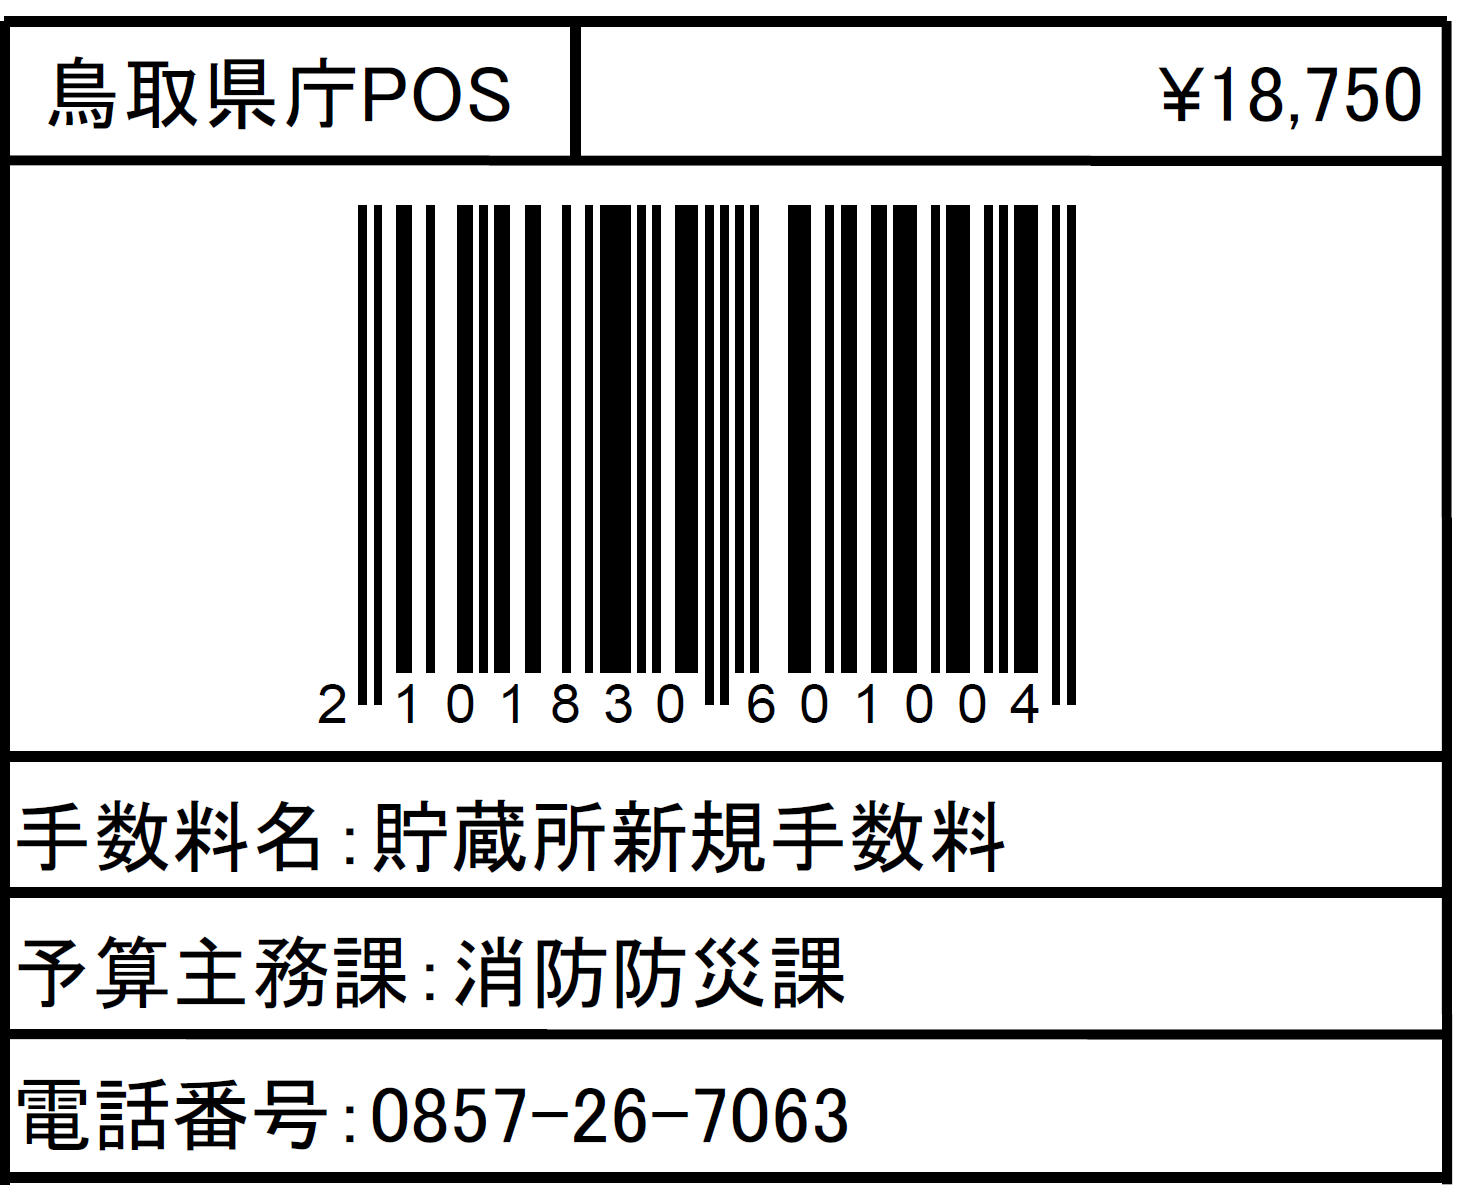 鳥取県庁POS ¥18,750
2 101830 601004
手数料名:貯蔵所新規手数料
予算主務課:消防防災課
電話番号:0857-26-7063